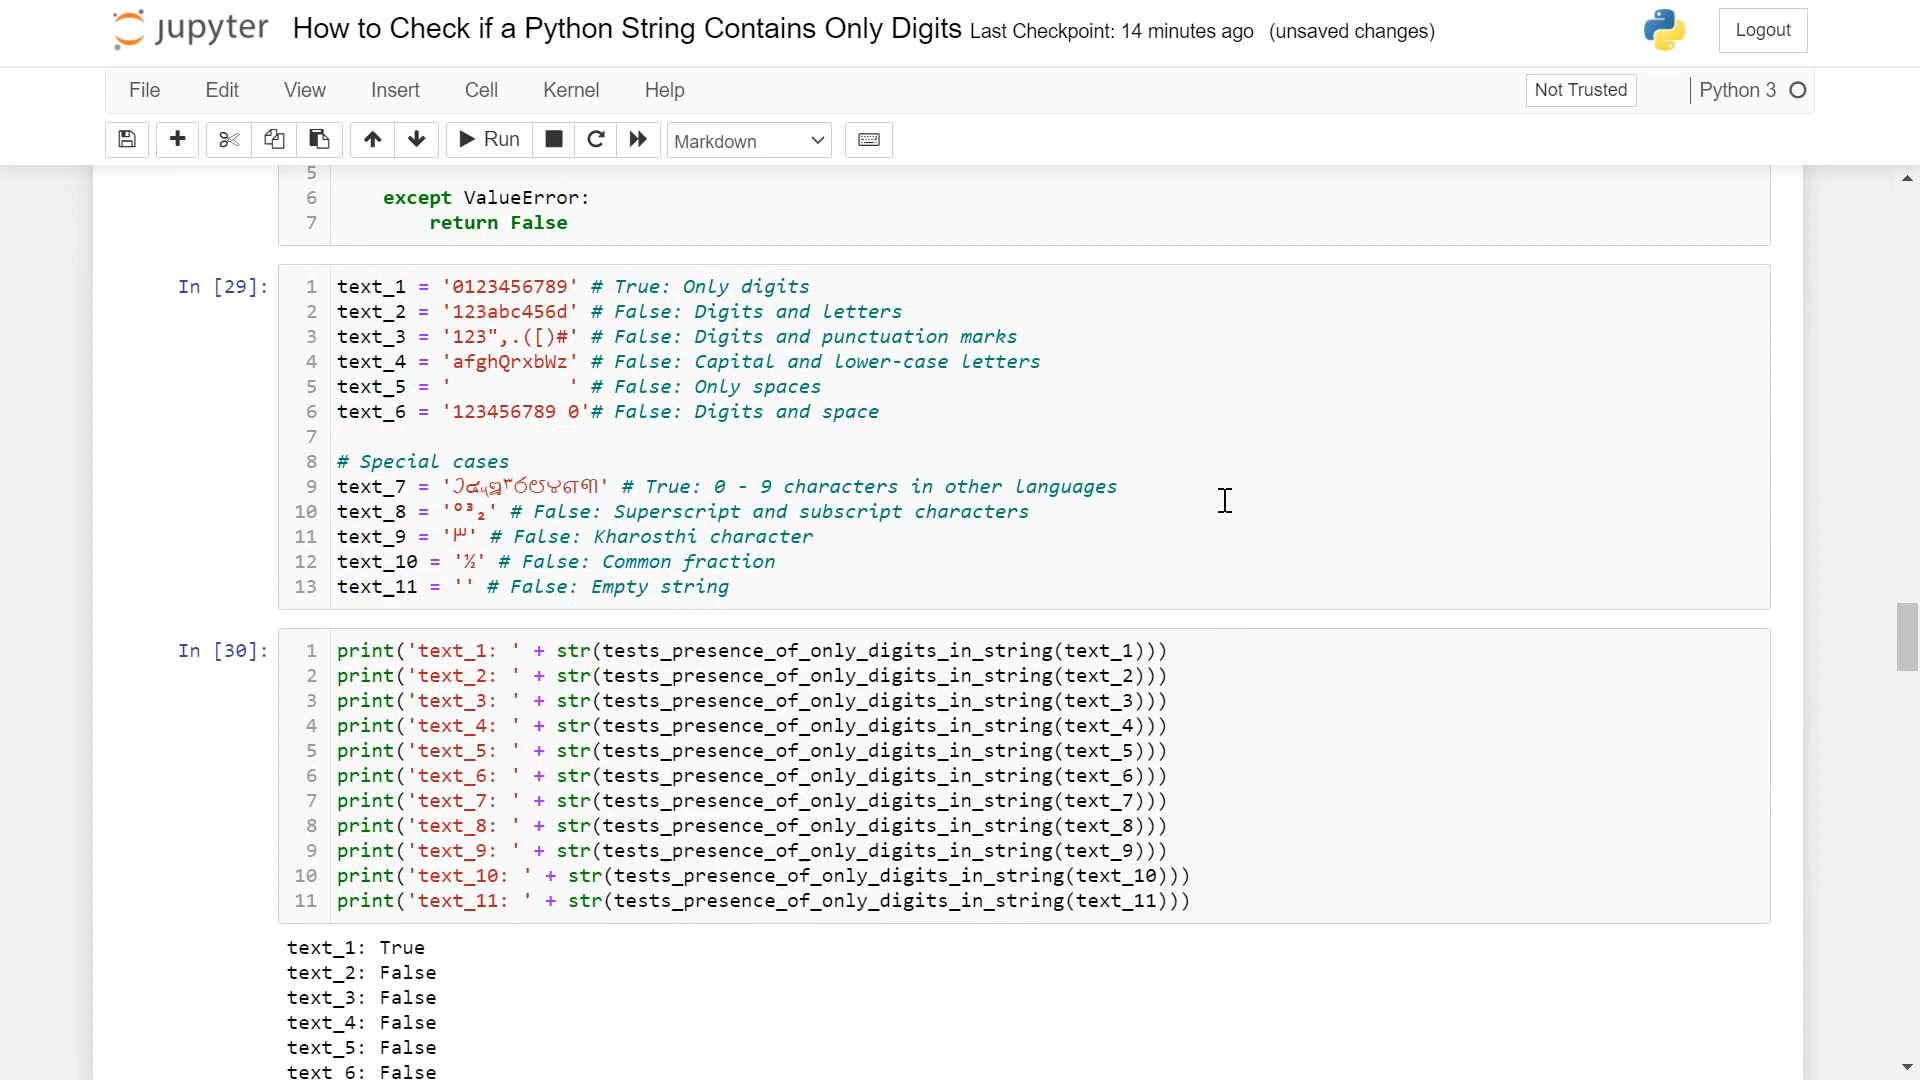 jupyter How to Check if a Python String Contains Only Digits Last Checkpoint: 14 minutes ago (unsaved changes) Logout
File Edit View Insert Cell Kernel Help Not Trusted Python 3
Run Markdown
5
6 except ValueError:
7 return False
In [29]:
1 text_1 = '0123456789' # True: Only digits
2 text_2 = '123abc456d' # False: Digits and letters
3 text_3 = '123",.([)#' # False: Digits and punctuation marks
4 text_4 = 'afghQrxbWz' # False: Capital and lower-case letters
5 text_5 = '          ' # False: Only spaces
6 text_6 = '123456789 0'# False: Digits and space
7
8 # Special cases
9 text_7 = ' ' # True: 0 - 9 characters in other languages
10 text_8 = '⁰³₂' # False: Superscript and subscript characters
11 text_9 = ' ' # False: Kharosthi character
12 text_10 = '½' # False: Common fraction
13 text_11 = '' # False: Empty string
In [30]:
1 print('text_1: ' + str(tests_presence_of_only_digits_in_string(text_1)))
2 print('text_2: ' + str(tests_presence_of_only_digits_in_string(text_2)))
3 print('text_3: ' + str(tests_presence_of_only_digits_in_string(text_3)))
4 print('text_4: ' + str(tests_presence_of_only_digits_in_string(text_4)))
5 print('text_5: ' + str(tests_presence_of_only_digits_in_string(text_5)))
6 print('text_6: ' + str(tests_presence_of_only_digits_in_string(text_6)))
7 print('text_7: ' + str(tests_presence_of_only_digits_in_string(text_7)))
8 print('text_8: ' + str(tests_presence_of_only_digits_in_string(text_8)))
9 print('text_9: ' + str(tests_presence_of_only_digits_in_string(text_9)))
10 print('text_10: ' + str(tests_presence_of_only_digits_in_string(text_10)))
11 print('text_11: ' + str(tests_presence_of_only_digits_in_string(text_11)))
text_1: True
text_2: False
text_3: False
text_4: False
text_5: False
text_6: False